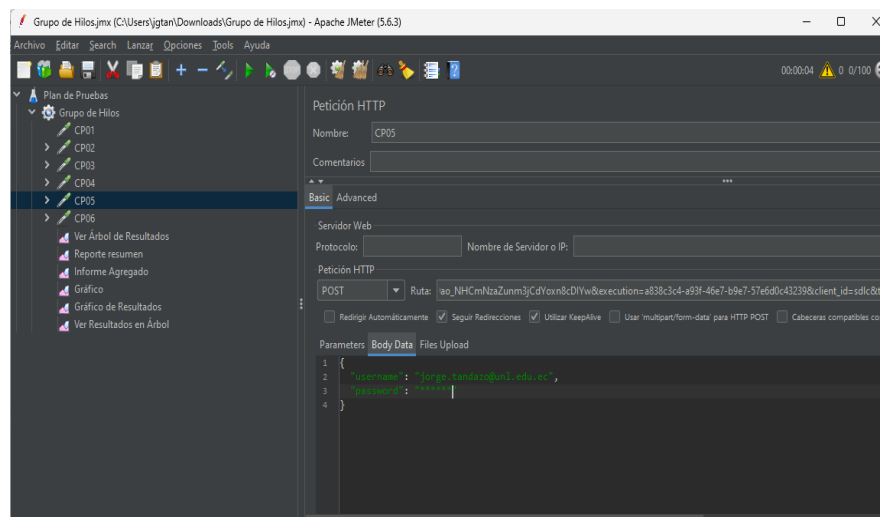 Grupo de Hilos.jmx (C:\Users\jgtan\Downloads\Grupo de Hilos.jmx) - Apache JMeter (5.6.3)
Archivo Editar Search Lanzar Opciones Tools Ayuda
00:00:04 0 0/100
Plan de Pruebas
Grupo de Hilos
CP01
CP02
CP03
CP04
CP05
CP06
Ver Árbol de Resultados
Reporte resumen
Informe Agregado
Gráfico
Gráfico de Resultados
Ver Resultados en Árbol
Petición HTTP
Nombre: CP05
Comentarios
Basic Advanced
Servidor Web
Protocolo: Nombre de Servidor o IP:
Petición HTTP
POST Ruta: ao_NHCmNzaZunm3jCdYoxn8cDIYw&execution=a838c3c4-a93f-46e7-b9e7-57e6d0c43239&client_id=sdlc&t
Redirigir Automáticamente Seguir Redirecciones Utilizar KeepAlive Usar 'multipart/form-data' para HTTP POST Cabeceras compatibles co
Parameters Body Data Files Upload
1 {
2 "username": "jorge.tandazo@unl.edu.ec",
3 "password": "******"
4 }